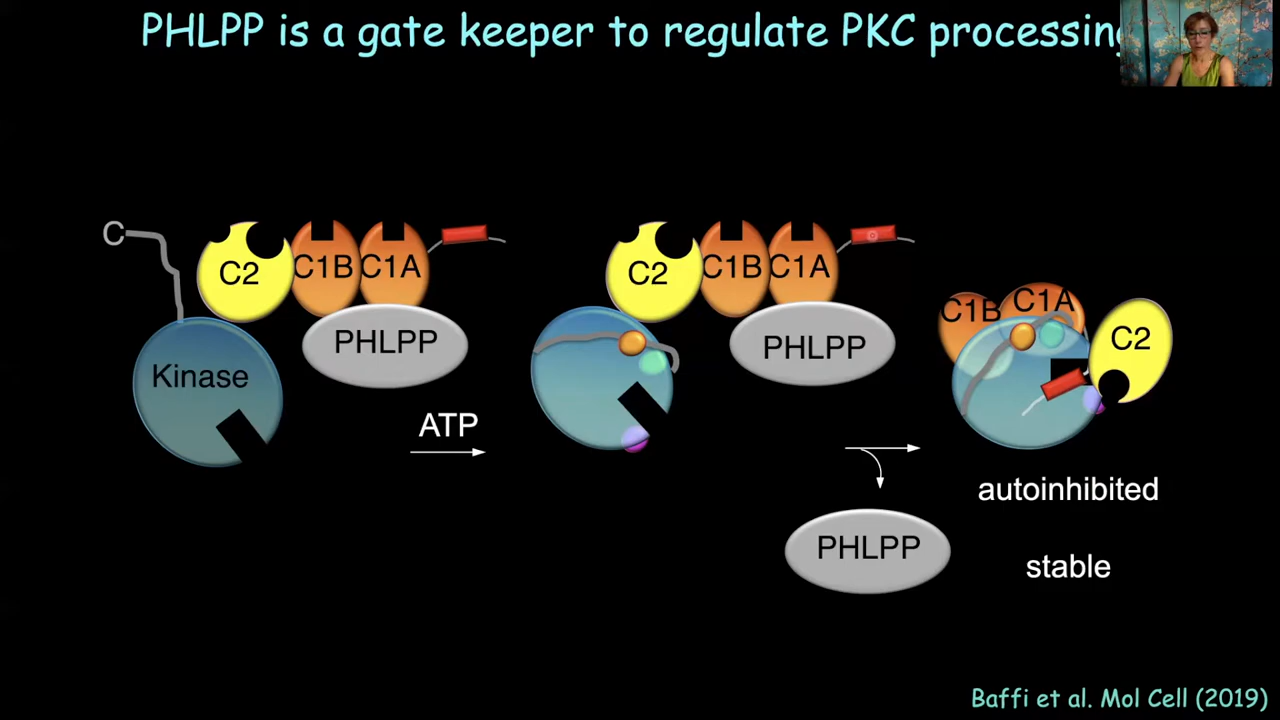 PHLPP is a gate keeper to regulate PKC processing
C
C2
C1B
C1A
PHLPP
Kinase
ATP
C2
C1B
C1A
PHLPP
PHLPP
C1B
C1A
C2
autoinhibited
stable
Baffi et al. Mol Cell (2019)